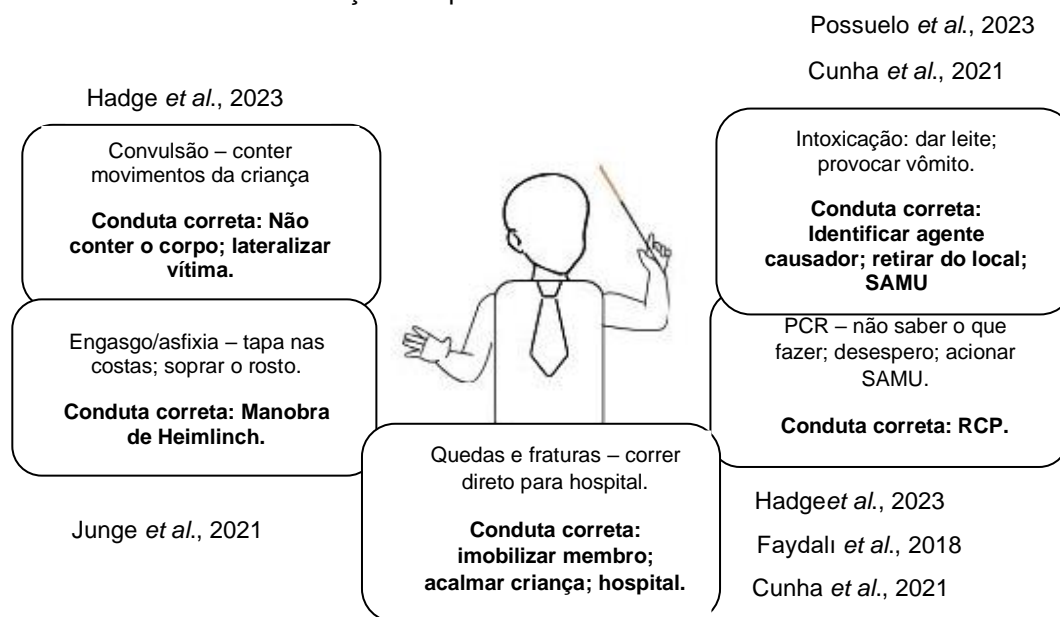 Possuelo et al., 2023
Cunha et al., 2021
Hadge et al., 2023
Convulsão – conter
movimentos da criança
Conduta correta: Não
conter o corpo; lateralizar
vítima.
Engasgo/asfixia – tapa nas
costas; soprar o rosto.
Conduta correta: Manobra
de Heimlinch.
Junge et al., 2021
Quedas e fraturas – correr
direto para hospital.
Conduta correta:
imobilizar membro;
acalmar criança; hospital.
Intoxicação: dar leite;
provocar vômito.
Conduta correta:
Identificar agente
causador; retirar do local;
SAMU
PCR – não saber o que
fazer; desespero; acionar
SAMU.
Conduta correta: RCP.
Hadgeet al., 2023
Faydalı et al., 2018
Cunha et al., 2021